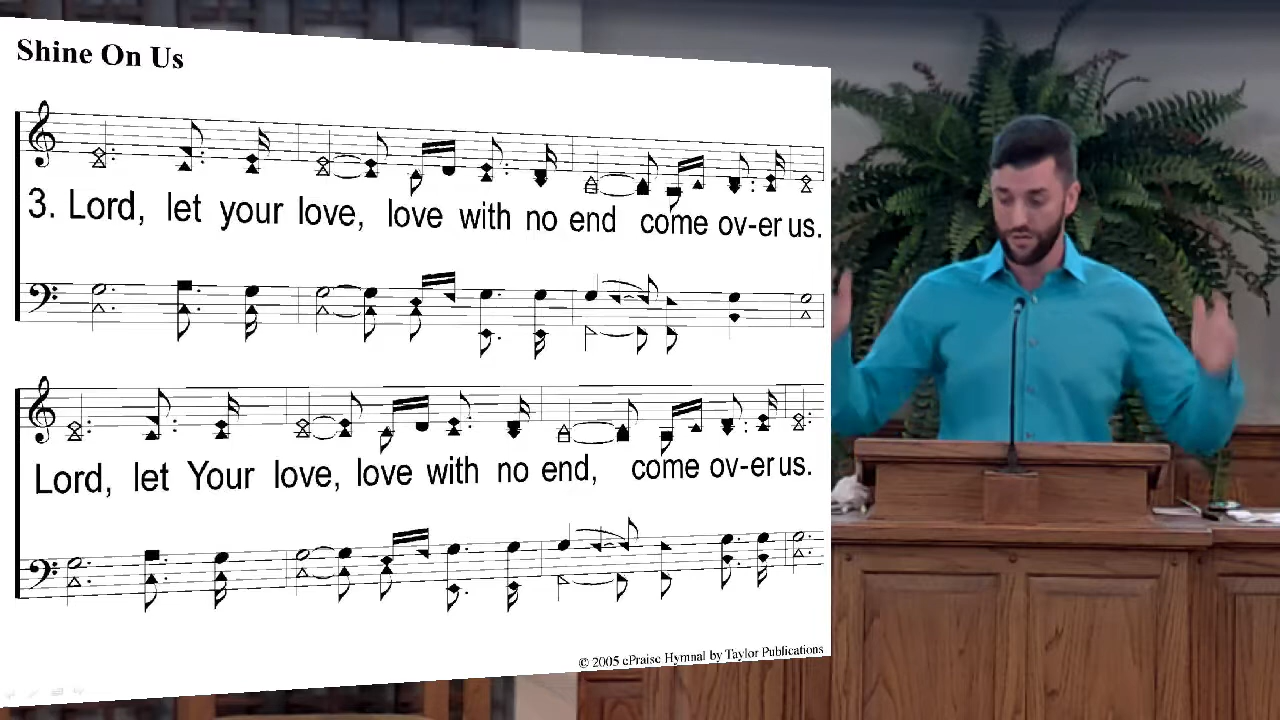 Shine On Us
3. Lord, let your love, love with no end come ov-er us.
Lord, let Your love, love with no end, come ov-er us.
© 2005 ePraise Hymnal by Taylor Publications